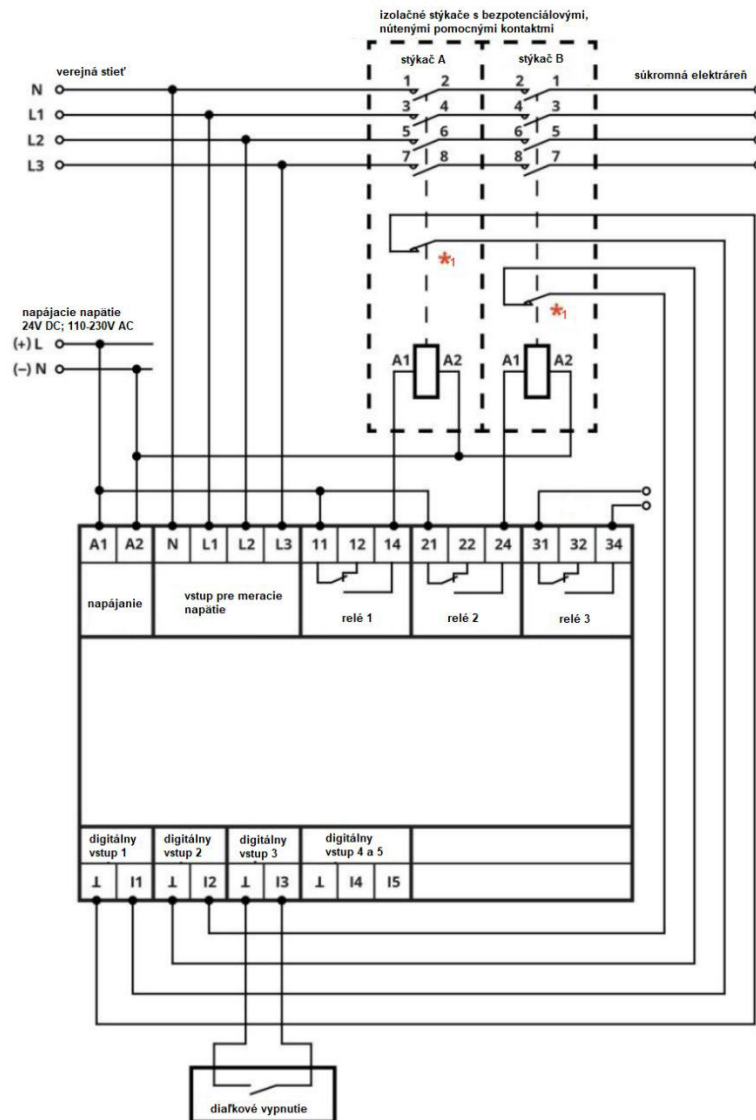 izolačné stýkače s bezpotenciálovými,
nútenými pomocnými kontaktmi
stýkač A
stýkač B
verejná stieť
súkromná elektráreň
N
1 2 2 1
L1
3 4 4 3
L2
5 6 6 5
L3
7 8 8 7
*1
*1
napájacie napätie
24V DC; 110-230V AC
(+) L
(–) N
A1 A2 A1 A2
A1 A2 N L1 L2 L3 11 12 14 21 22 24 31 32 34
napájanie
vstup pre meracie
napätie
relé 1
relé 2
relé 3
digitálny
vstup 1
digitálny
vstup 2
digitálny
vstup 3
digitálny
vstup 4 a 5
⊥ I1 ⊥ I2 ⊥ I3 ⊥ I4 I5
diaľkové vypnutie